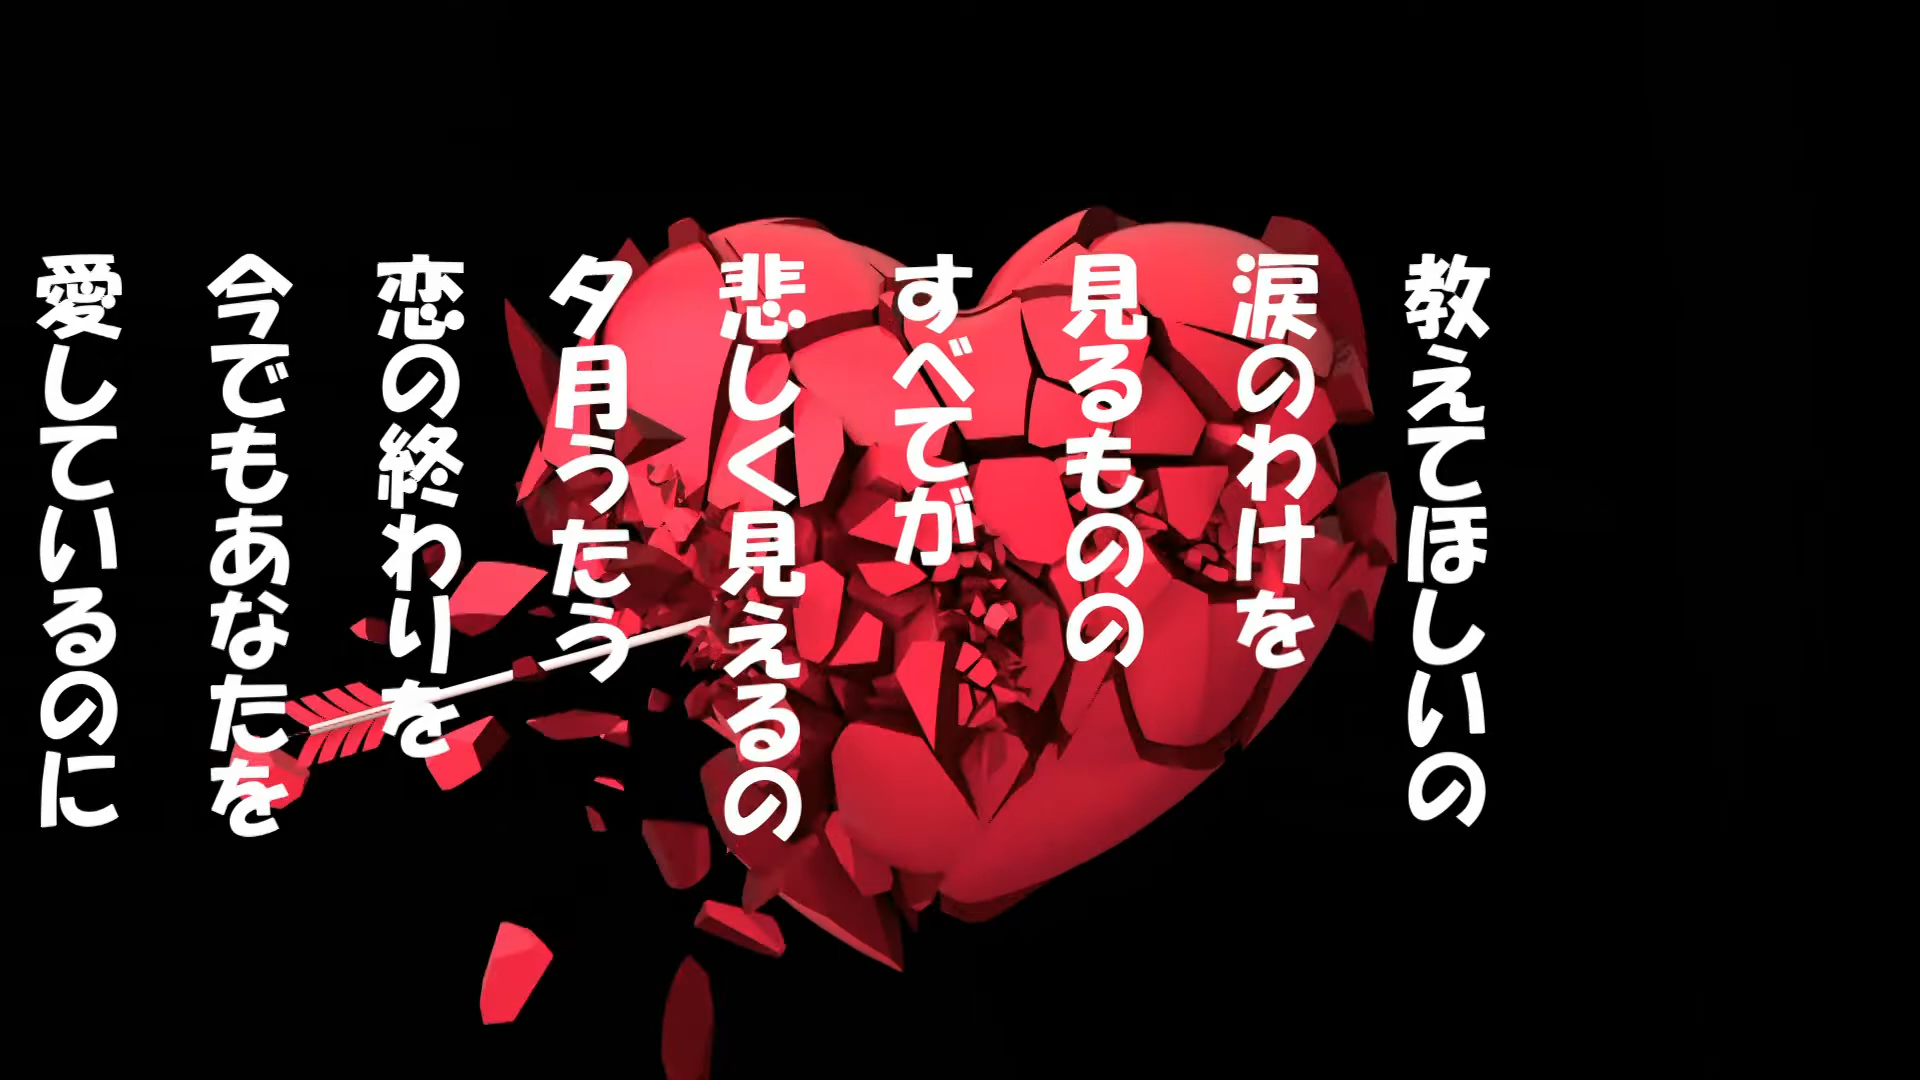 教えてほしいの
涙のわけを
見るものの
すべてが
悲しく見えるの
夕月うたう
恋の終わりを
今でもあなたを
愛しているのに